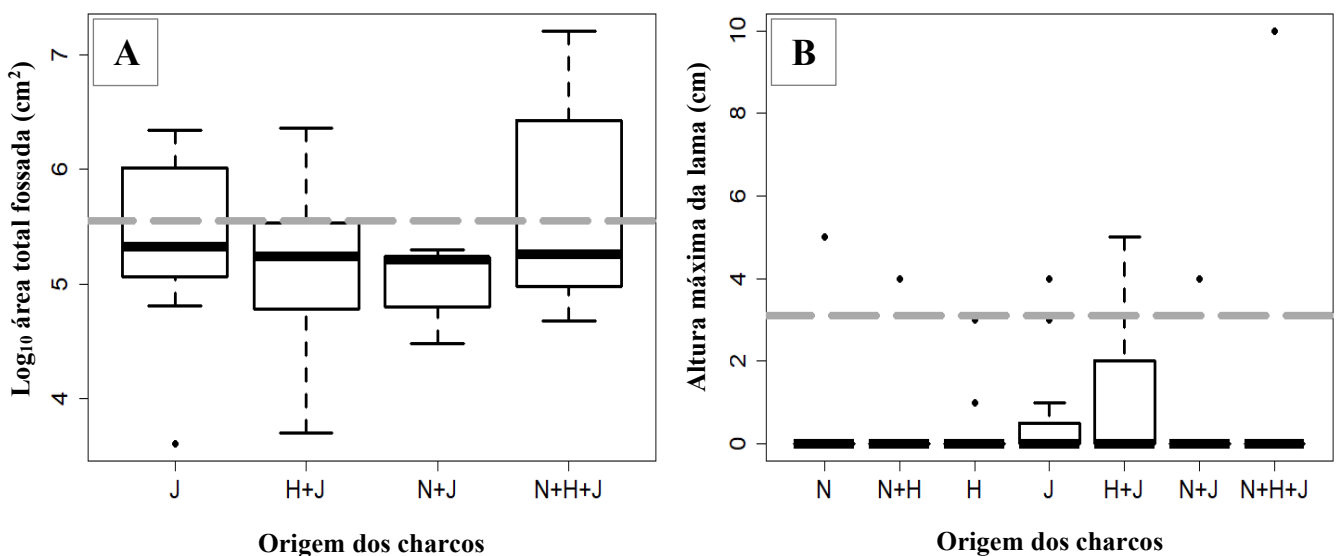 A
Log₁₀ área total fossada (cm²)
7
6
5
4
J H+J N+J N+H+J
Origem dos charcos
B
Altura máxima da lama (cm)
10
8
6
4
2
0
N N+H H J H+J N+J N+H+J
Origem dos charcos